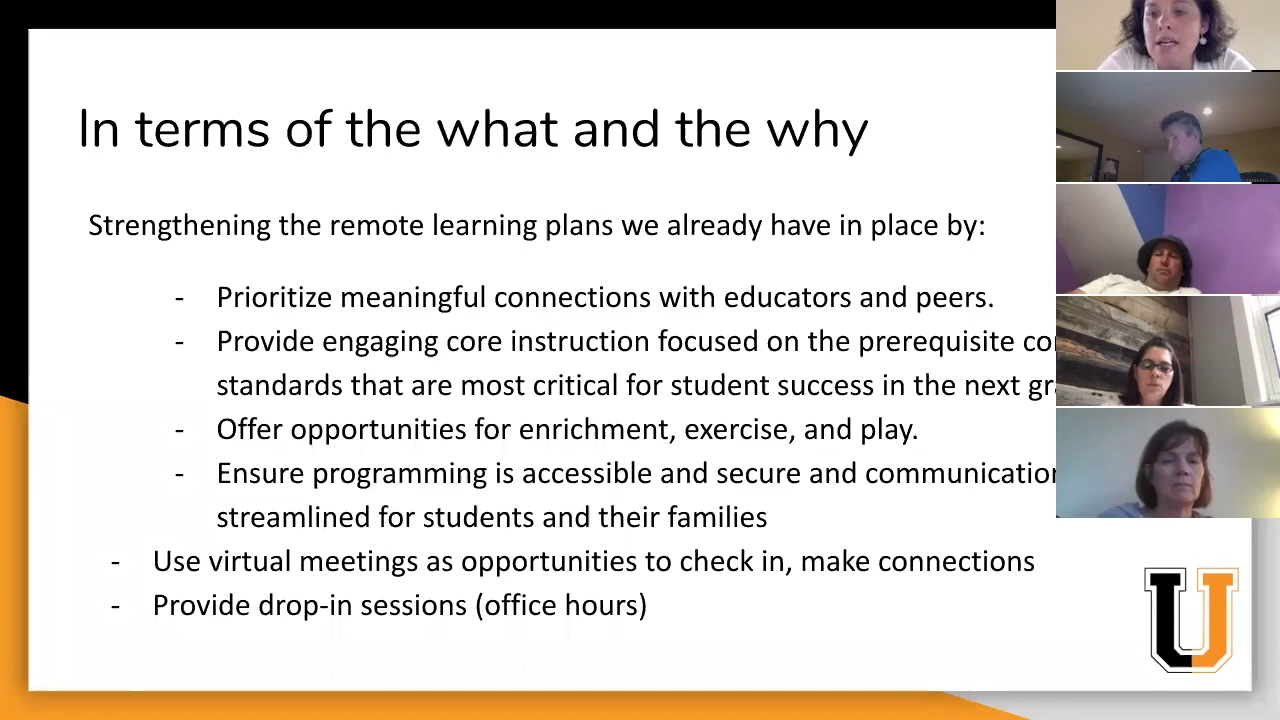 In terms of the what and the why
Strengthening the remote learning plans we already have in place by:
- Prioritize meaningful connections with educators and peers.
- Provide engaging core instruction focused on the prerequisite
standards that are most critical for student success in the next
- Offer opportunities for enrichment, exercise, and play.
- Ensure programming is accessible and secure and
streamlined for students and their families
- Use virtual meetings as opportunities to check in, make connections
- Provide drop-in sessions (office hours)
U